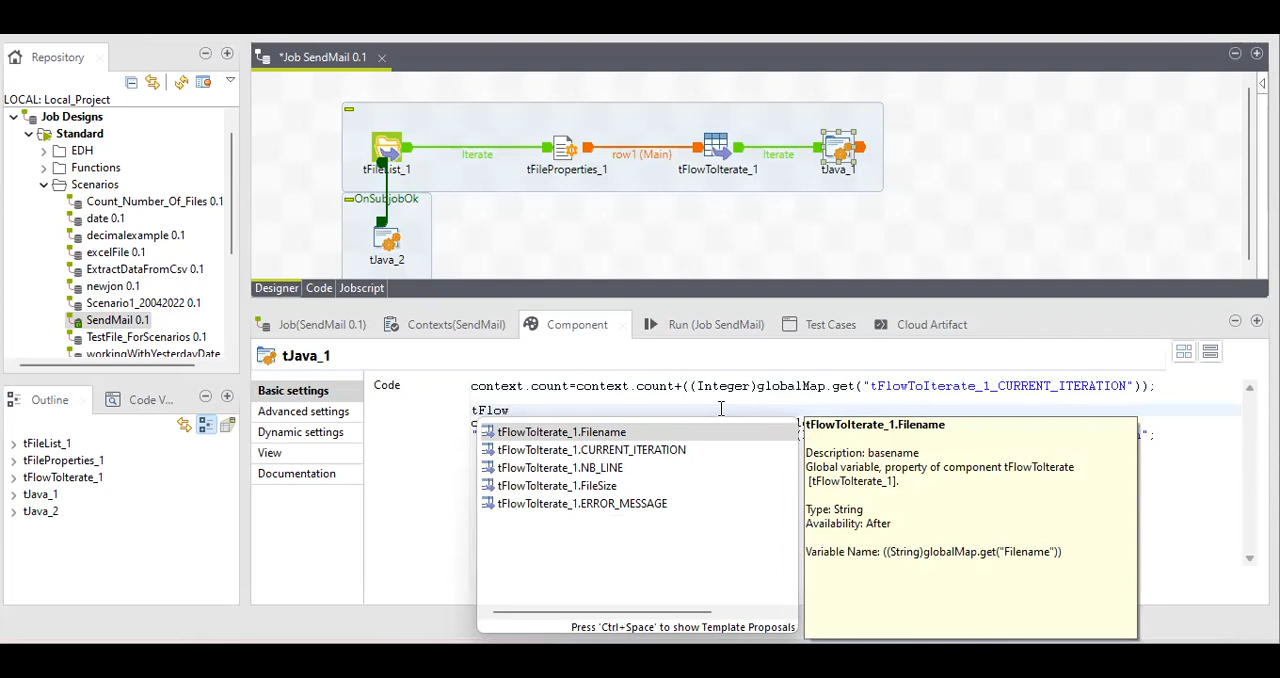 Repository
LOCAL: Local_Project
Job Designs
Standard
EDH
Functions
Scenarios
Count_Number_Of_Files 0.1
date 0.1
decimalexample 0.1
excelFile 0.1
ExtractDataFromCsv 0.1
newjon 0.1
Scenario1_20042022 0.1
SendMail 0.1
TestFile_ForScenarios 0.1
workingWithYesterdayDate
Outline
Code V...
tFileList_1
tFileProperties_1
tFlowToIterate_1
tJava_1
tJava_2
*Job SendMail 0.1
Iterate
row1 (Main)
Iterate
tFileList_1
tFileProperties_1
tFlowToIterate_1
tJava_1
OnSubjobOk
tJava_2
Designer
Code
Jobscript
Job(SendMail 0.1)
Contexts(SendMail)
Component
Run (Job SendMail)
Test Cases
Cloud Artifact
tJava_1
Basic settings
Advanced settings
Dynamic settings
View
Documentation
Code
context.count=context.count+((Integer)globalMap.get("tFlowToIterate_1_CURRENT_ITERATION"));
tFlow
tFlowToIterate_1.Filename
tFlowToIterate_1.CURRENT_ITERATION
tFlowToIterate_1.NB_LINE
tFlowToIterate_1.FileSize
tFlowToIterate_1.ERROR_MESSAGE
Press 'Ctrl+Space' to show Template Proposals
tFlowToIterate_1.Filename
Description: basename
Global variable, property of component tFlowToIterate
[tFlowToIterate_1].
Type: String
Availability: After
Variable Name: ((String)globalMap.get("Filename"))